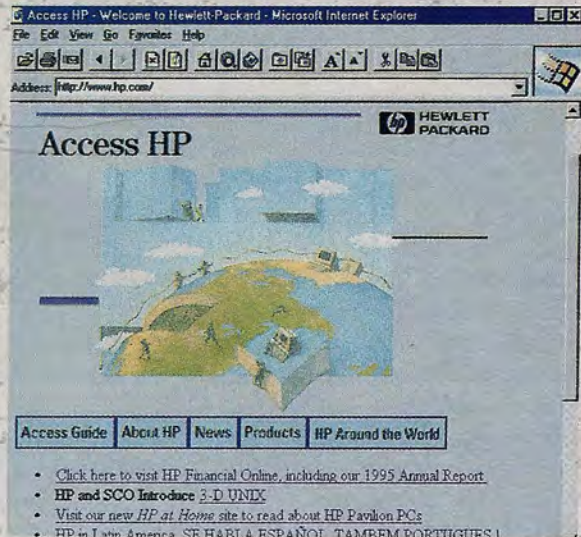 Access HP - Welcome to Hewlett-Packard - Microsoft Internet Explorer
File Edit View Go Favorites Help
Address: http://www.hp.com/
hp HEWLETT
PACKARD
Access HP
Access Guide About HP News Products HP Around the World
• Click here to visit HP Financial Online, including our 1995 Annual Report
• HP and SCO Introduce 3-D UNIX
• Visit our new HP at Home site to read about HP Pavilion PCs
• HP in Latin America. SE HABLA ESPAÑOL, TAMBEM PORTUGUES !